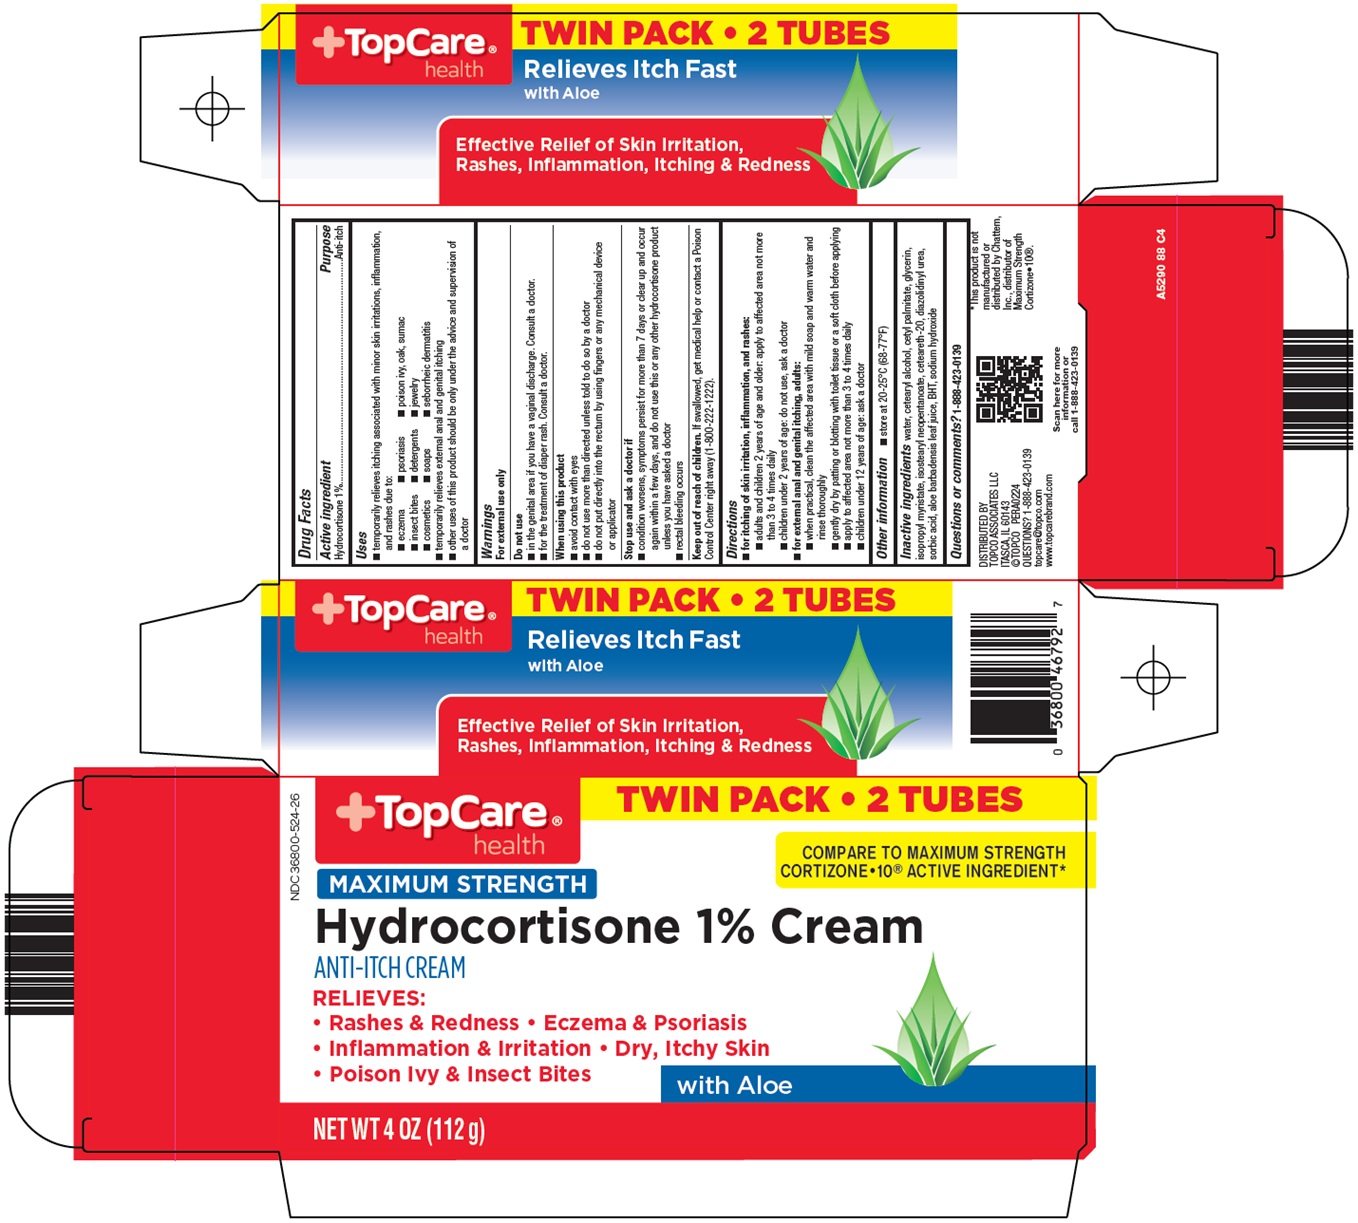 TopCare®
health
TWIN PACK • 2 TUBES
Relieves Itch Fast
with Aloe
Effective Relief of Skin Irritation,
Rashes, Inflammation, Itching & Redness
Drug Facts
Active ingredient Purpose
Hydrocortisone 1%..........Anti-itch
Uses
■ temporarily relieves itching associated with minor skin irritations, inflammation,
and rashes due to:
■ eczema ■ psoriasis ■ poison ivy, oak, sumac
■ insect bites ■ detergents ■ jewelry
■ cosmetics ■ soaps ■ seborrheic dermatitis
■ temporarily relieves external anal and genital itching
■ other uses of this product should be only under the advice and supervision of
a doctor
Warnings
For external use only
Do not use
■ in the genital area if you have a vaginal discharge. Consult a doctor.
■ for the treatment of diaper rash. Consult a doctor.
When using this product
■ avoid contact with eyes
■ do not use more than directed unless told to do so by a doctor
■ do not put directly into the rectum by using fingers or any mechanical device
or applicator
Stop use and ask a doctor if
■ condition worsens, symptoms persist for more than 7 days or clear up and occur
again within a few days, and do not use this or any other hydrocortisone product
unless you have asked a doctor
■ rectal bleeding occurs
Keep out of reach of children. If swallowed, get medical help or contact a Poison
Control Center right away (1-800-222-1222).
Directions
■ for itching of skin irritation, inflammation, and rashes:
■ adults and children 2 years of age and older: apply to affected area not more
than 3 to 4 times daily
■ children under 2 years of age: do not use, ask a doctor
■ for external anal and genital itching, adults:
■ when practical, clean the affected area with mild soap and warm water and
rinse thoroughly
■ gently dry by patting or blotting with toilet tissue or a soft cloth before applying
■ apply to affected area not more than 3 to 4 times daily
■ children under 12 years of age: ask a doctor
Other information ■ store at 20-25°C (68-77°F)
Inactive ingredients water, cetearyl alcohol, cetyl palmitate, glycerin,
isopropyl myristate, isostearyl neopentanoate, ceteareth-20, diazolidinyl urea,
sorbic acid, aloe barbadensis leaf juice, BHT, sodium hydroxide
Questions or comments? 1-888-423-0139
DISTRIBUTED BY
TOPCO ASSOCIATES LLC
ITASCA, IL 60143
©TOPCO PEHA0224
QUESTIONS? 1-888-423-0139
topcare@topco.com
www.topcarebrand.com
Scan here for more
information or
call 1-888-423-0139
*This product is not
manufactured or
distributed by Chattem,
Inc., distributor of
Maximum Strength
Cortizone•10®.
A5290 88 C4
TopCare®
health
TWIN PACK • 2 TUBES
Relieves Itch Fast
with Aloe
Effective Relief of Skin Irritation,
Rashes, Inflammation, Itching & Redness
0 36800 46792 7
NDC 36800-524-26
TopCare®
health
TWIN PACK • 2 TUBES
COMPARE TO MAXIMUM STRENGTH
CORTIZONE•10® ACTIVE INGREDIENT*
MAXIMUM STRENGTH
Hydrocortisone 1% Cream
ANTI-ITCH CREAM
RELIEVES:
• Rashes & Redness • Eczema & Psoriasis
• Inflammation & Irritation • Dry, Itchy Skin
• Poison Ivy & Insect Bites
with Aloe
NET WT 4 OZ (112 g)